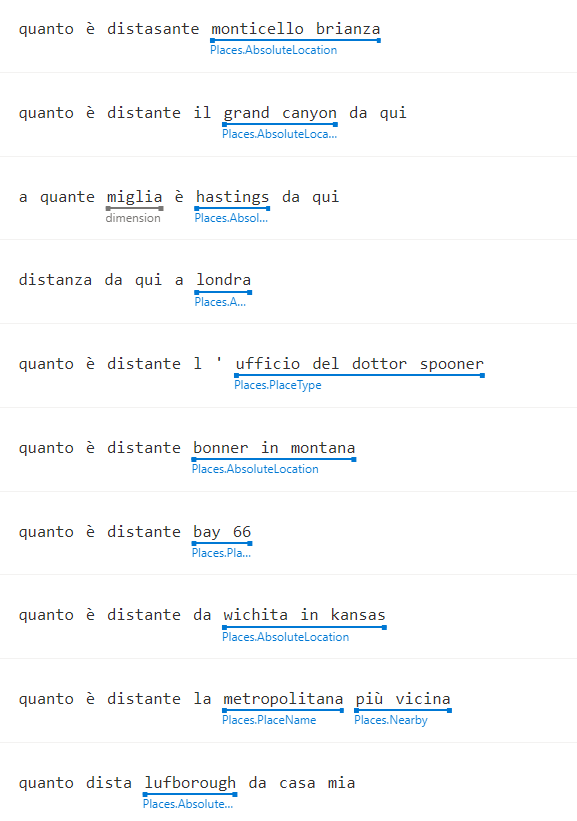 quanto è distasante monticello brianza
Places.AbsoluteLocation
quanto è distante il grand canyon da qui
Places.AbsoluteLoca...
a quante miglia è hastings da qui
dimension Places.Absol...
distanza da qui a londra
Places.A...
quanto è distante l ' ufficio del dottor spooner
Places.PlaceType
quanto è distante bonner in montana
Places.AbsoluteLocation
quanto è distante bay 66
Places.Pla...
quanto è distante da wichita in kansas
Places.AbsoluteLocation
quanto è distante la metropolitana più vicina
Places.PlaceName Places.Nearby
quanto dista lufborough da casa mia
Places.Absolute...